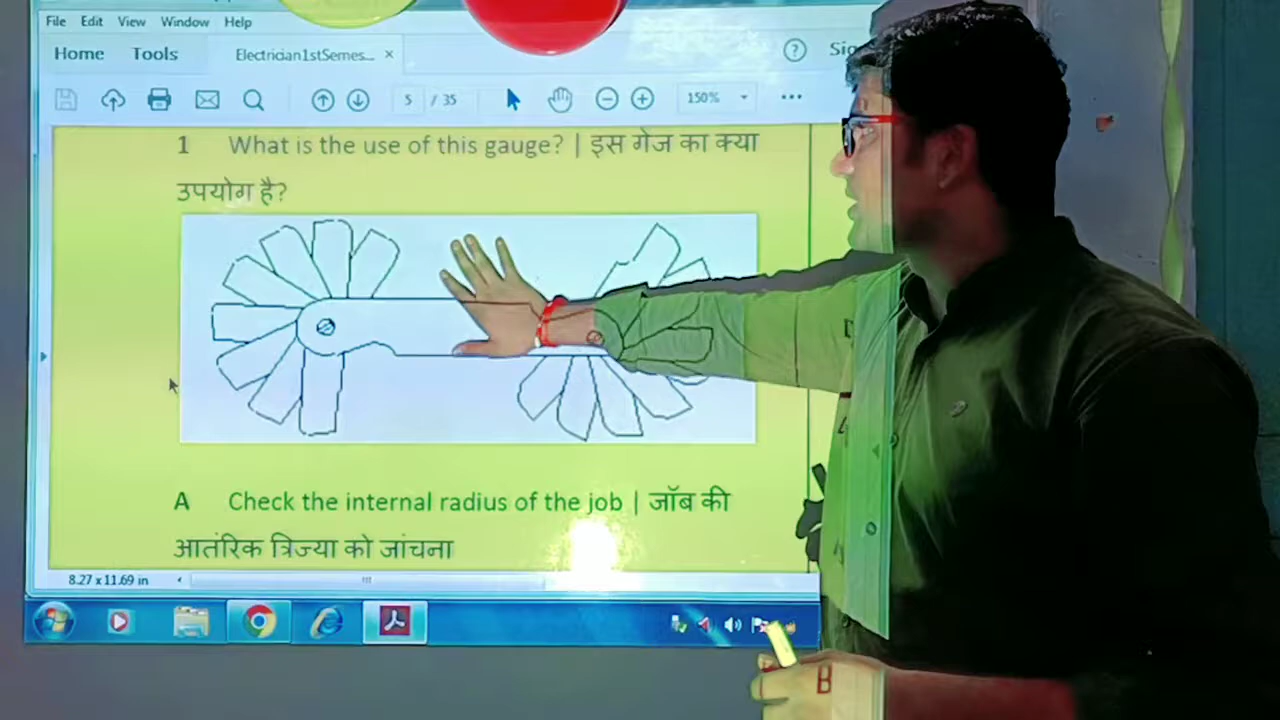 File Edit View Window Help
Home Tools Electrician1stSemes... ×
5 / 35 150%
1 What is the use of this gauge? | इस गेज का क्या
उपयोग है?
A Check the internal radius of the job | जॉब की
आतंरिक त्रिज्या को जांचना
8.27 x 11.69 in
B